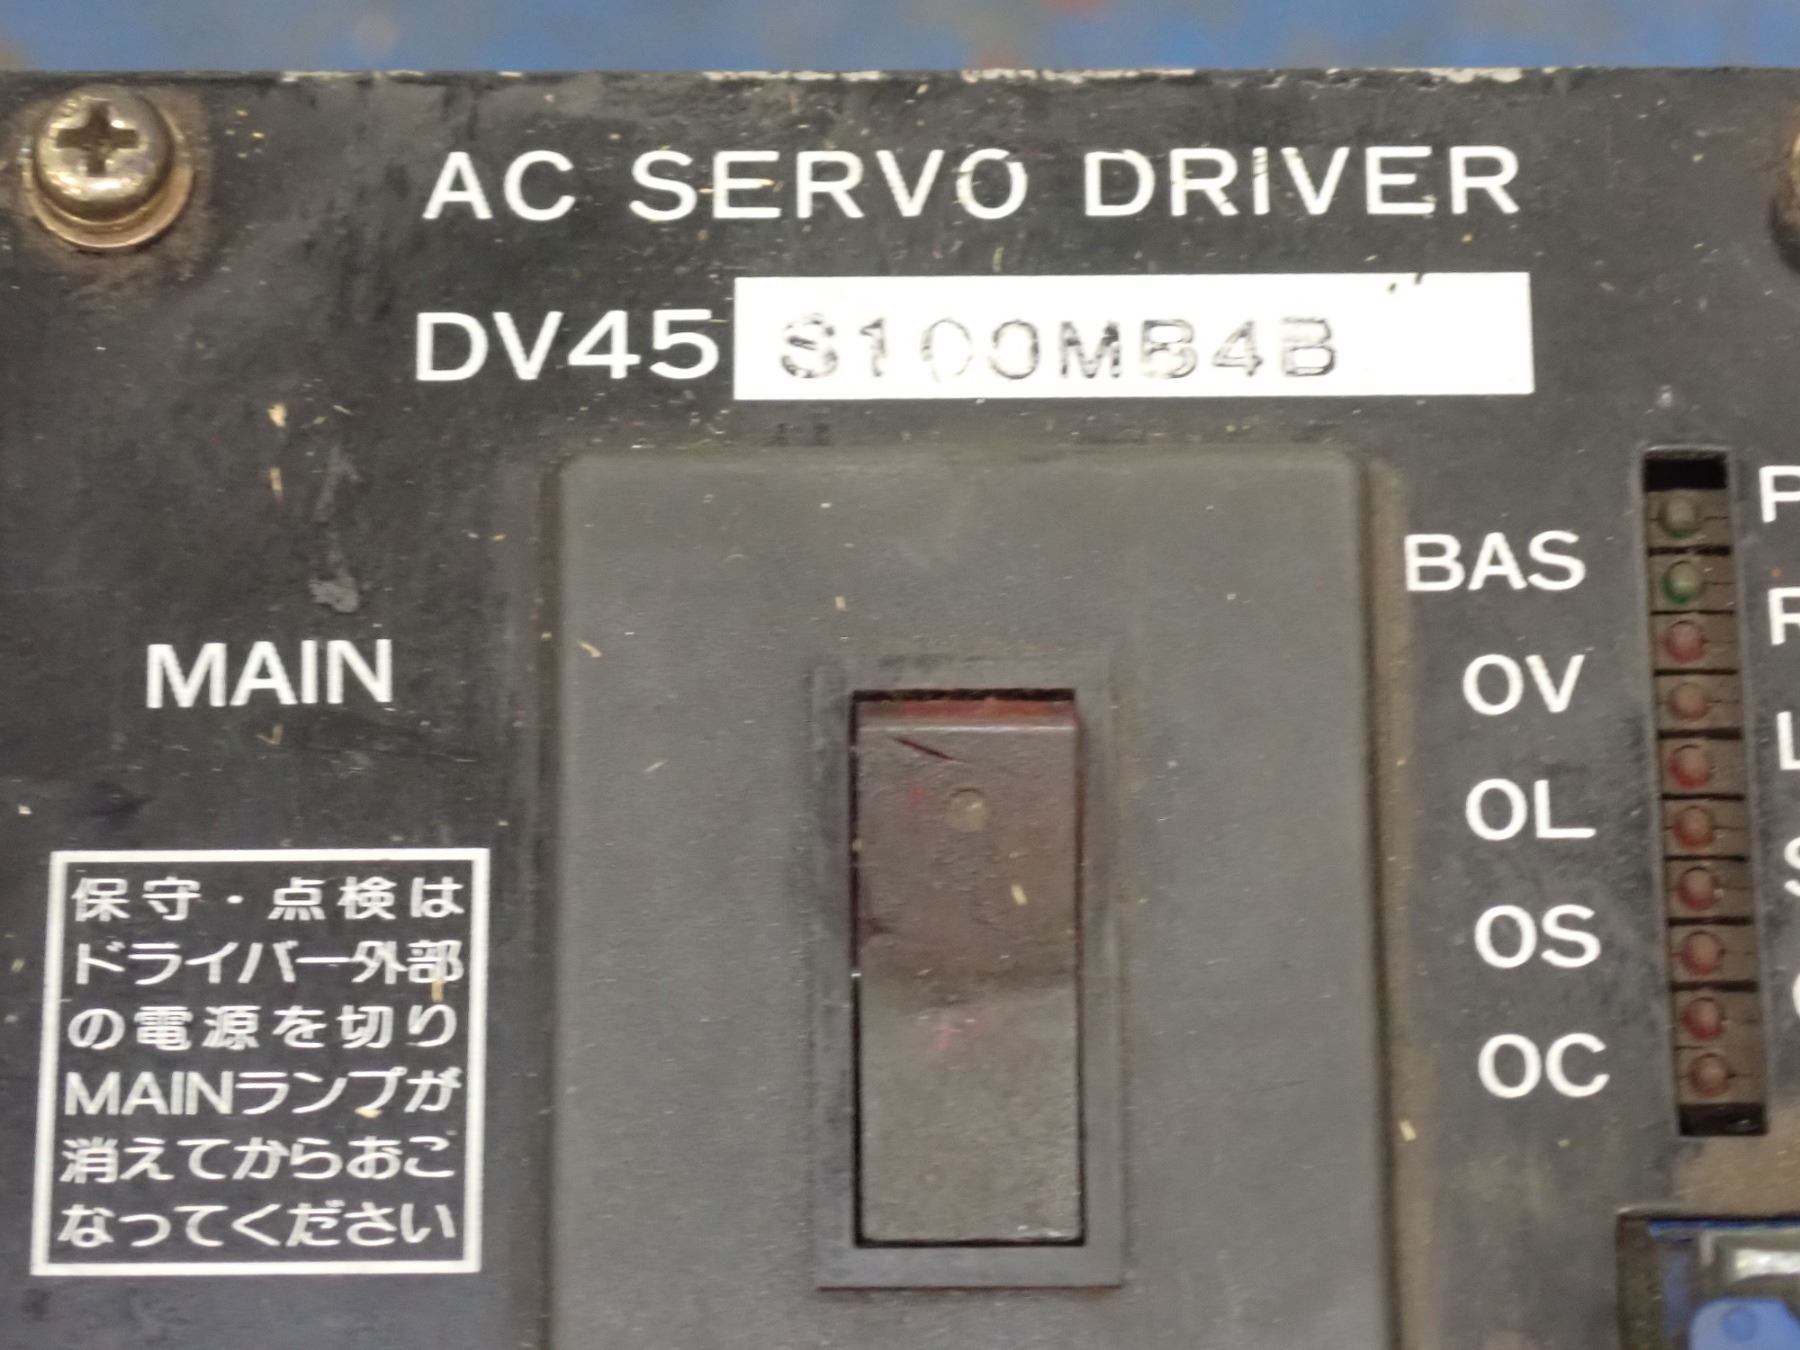 AC SERVO DRIVER
DV45 S100MB4B
MAIN
BAS
OV
OL
OS
OC
保守・点検は
ドライバー外部
の電源を切り
MAINランプが
消えてからおこ
なってください